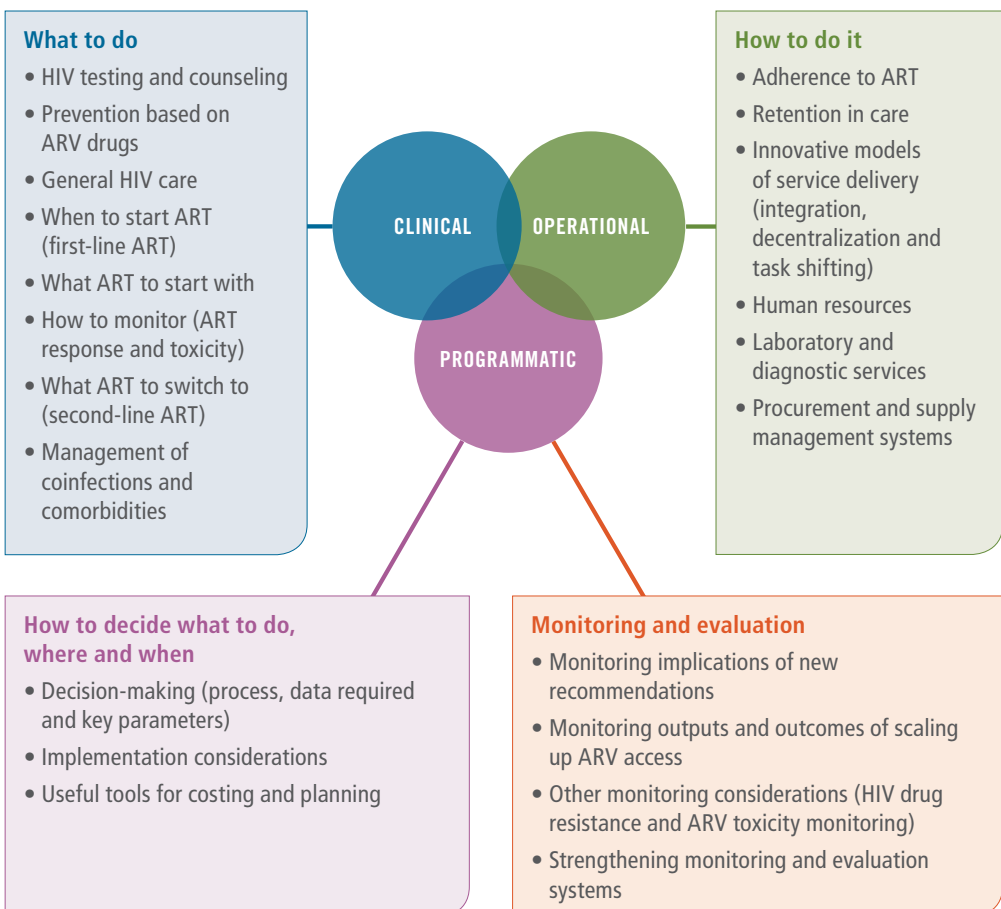 What to do
• HIV testing and counseling
• Prevention based on
ARV drugs
• General HIV care
• When to start ART
(first-line ART)
• What ART to start with
• How to monitor (ART
response and toxicity)
• What ART to switch to
(second-line ART)
• Management of
coinfections and
comorbidities
CLINICAL
OPERATIONAL
PROGRAMMATIC
How to do it
• Adherence to ART
• Retention in care
• Innovative models
of service delivery
(integration,
decentralization and
task shifting)
• Human resources
• Laboratory and
diagnostic services
• Procurement and supply
management systems
How to decide what to do,
where and when
• Decision-making (process, data required
and key parameters)
• Implementation considerations
• Useful tools for costing and planning
Monitoring and evaluation
• Monitoring implications of new
recommendations
• Monitoring outputs and outcomes of scaling
up ARV access
• Other monitoring considerations (HIV drug
resistance and ARV toxicity monitoring)
• Strengthening monitoring and evaluation
systems